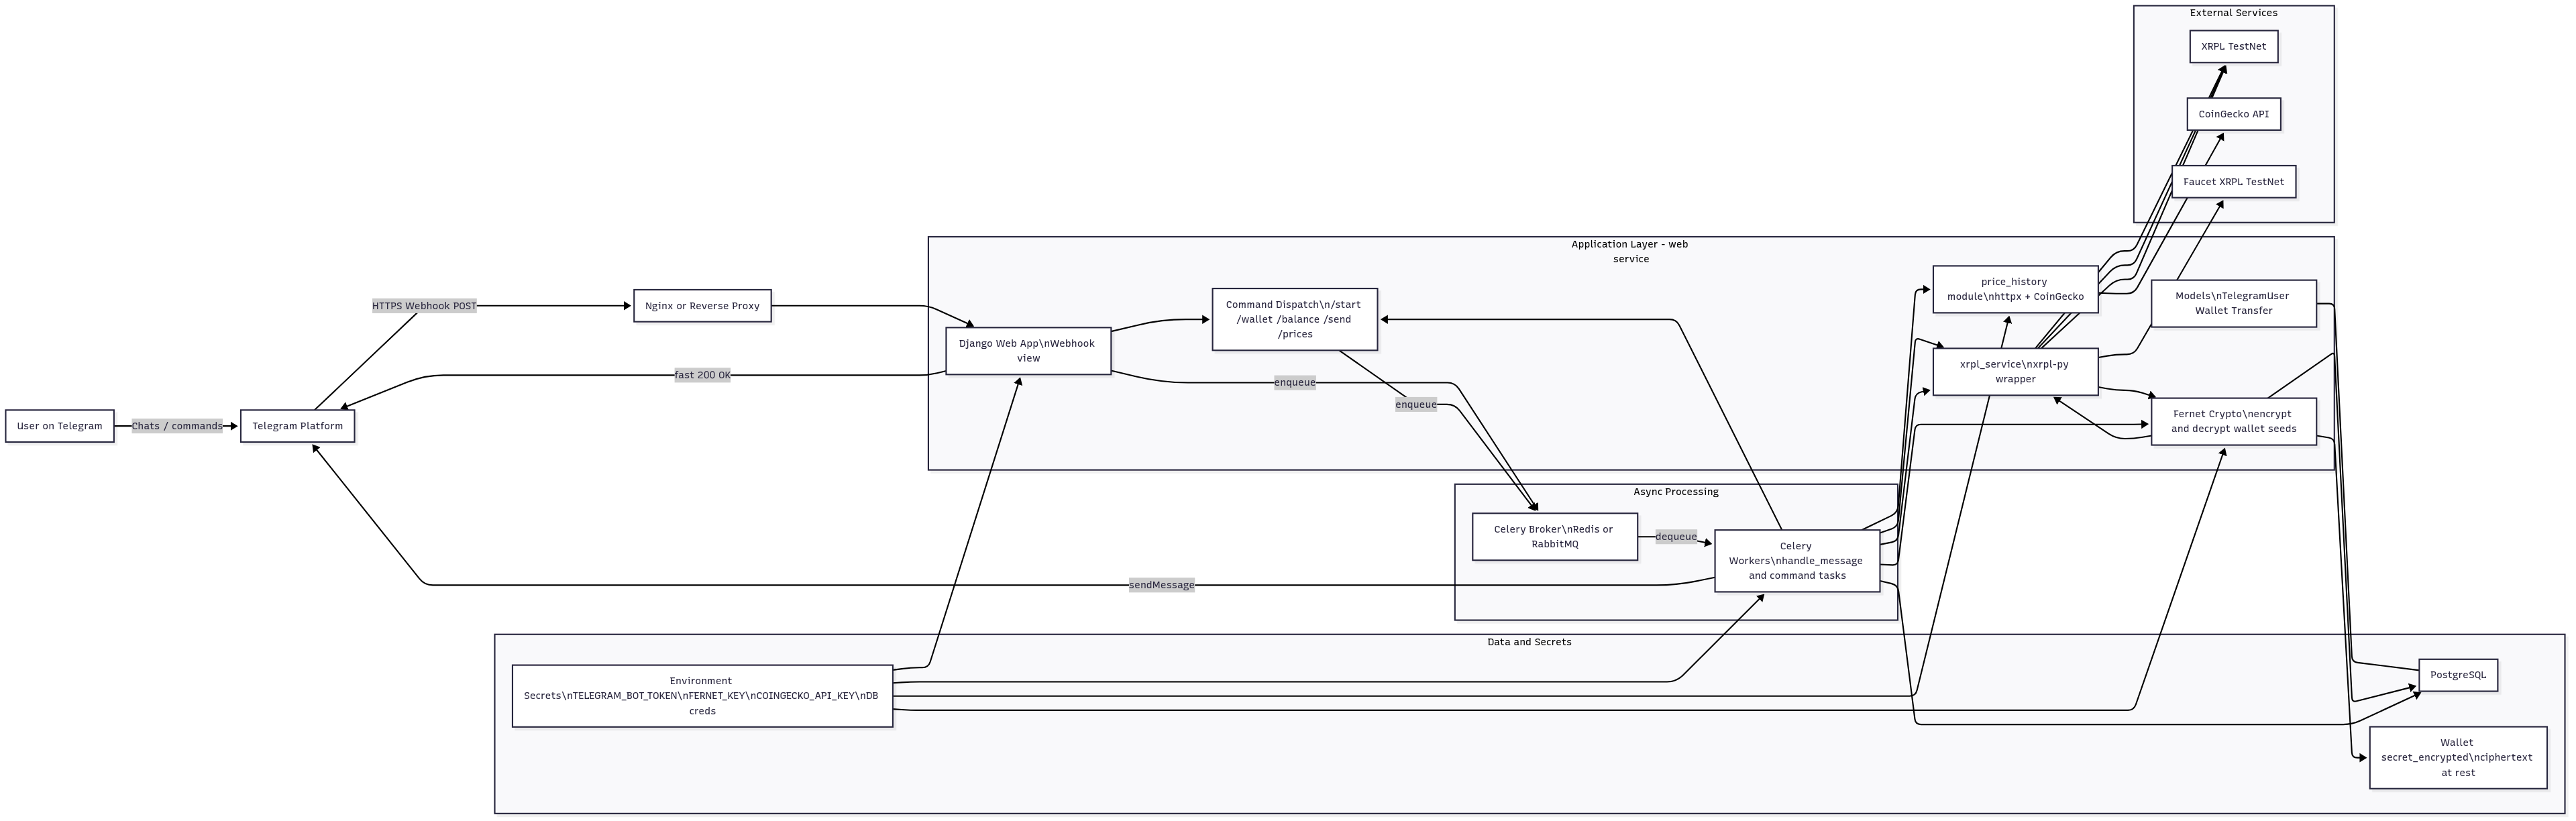 External Services
XRPL TestNet
CoinGecko API
Faucet XRPL TestNet
Application Layer - web
service
price_history
module\nhttpx + CoinGecko
Models\nTelegramUser
Wallet Transfer
Command Dispatch\n/start
/wallet /balance /send
/prices
HTTPS Webhook POST
Nginx or Reverse Proxy
Django Web App\nWebhook
view
xrpl_service\nxrpl-py
wrapper
fast 200 OK
enqueue
enqueue
User on Telegram
Chats / commands
Telegram Platform
Fernet Crypto\nencrypt
and decrypt wallet seeds
Async Processing
Celery Broker\nRedis or
RabbitMQ
dequeue
Celery
Workers\nhandle_message
and command tasks
sendMessage
Data and Secrets
Environment
Secrets\nTELEGRAM_BOT_TOKEN\nFERNET_KEY\nCOINGECKO_API_KEY\nDB
creds
PostgreSQL
Wallet
secret_encrypted\nciphertext
at rest